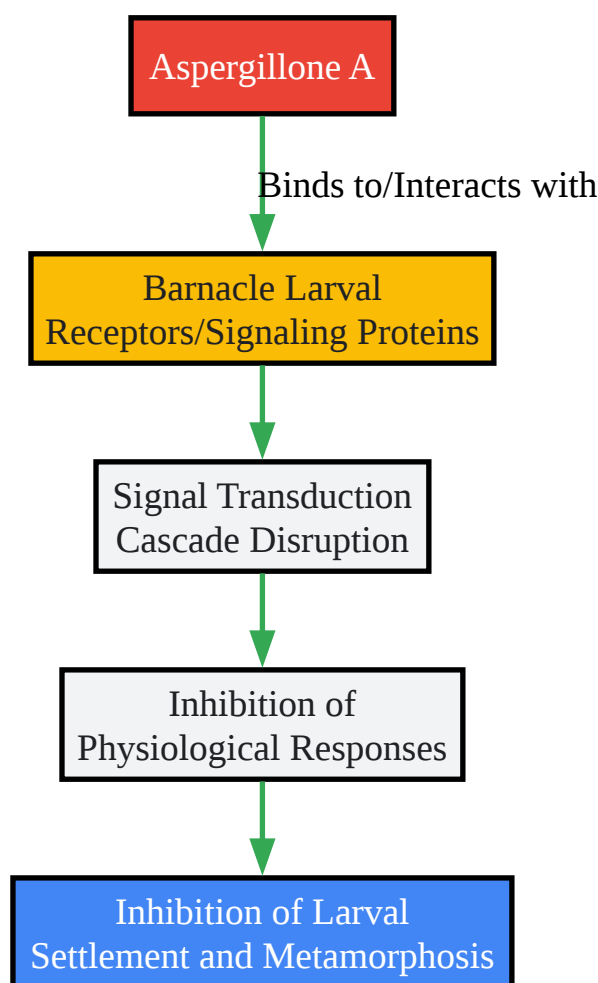 Aspergillone A
Binds to/Interacts with
Barnacle Larval
Receptors/Signaling Proteins
Signal Transduction
Cascade Disruption
Inhibition of
Physiological Responses
Inhibition of Larval
Settlement and Metamorphosis